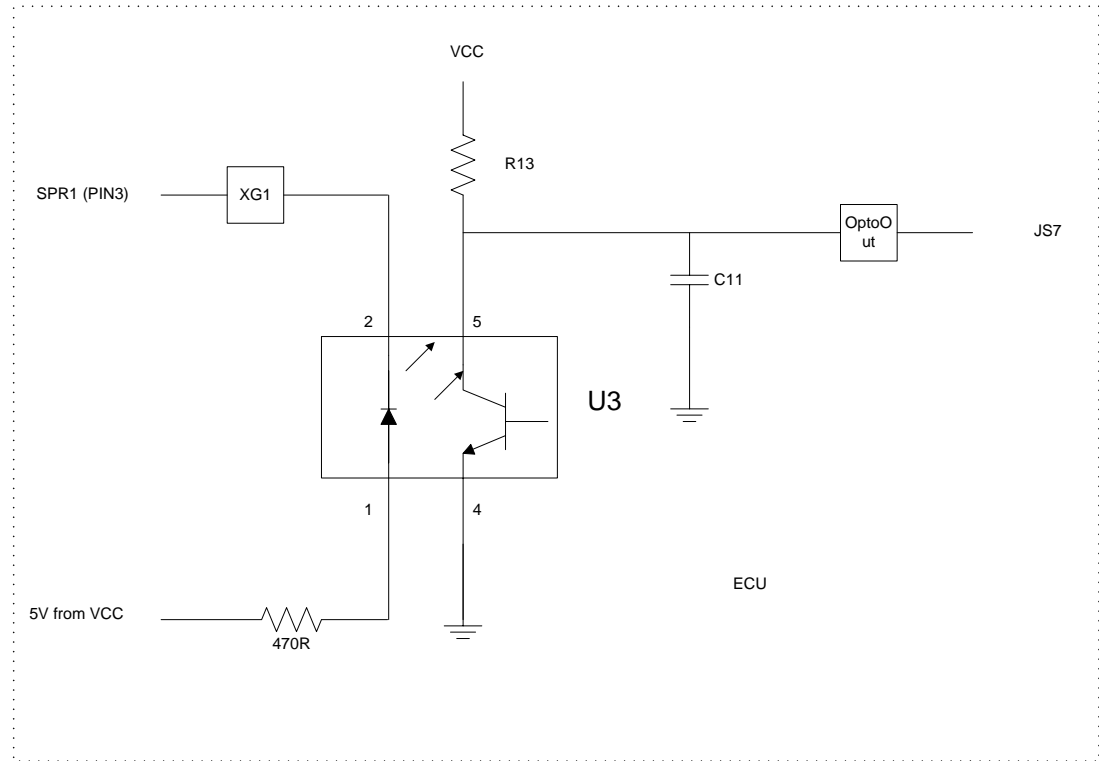 VCC
R13
SPR1 (PIN3)
XG1
OptoO
ut
JS7
C11
2
5
U3
1
4
ECU
5V from VCC
470R